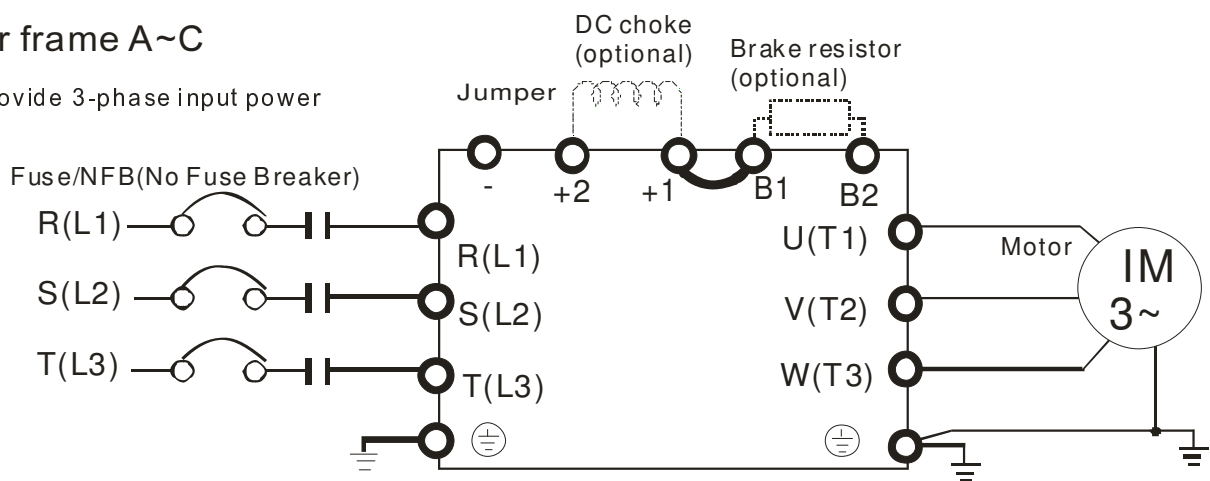 r frame A~C
ovide 3-phase input power
DC choke
(optional)
Brake resistor
(optional)
Jumper
Fuse/NFB(No Fuse Breaker)
- +2 +1 B1 B2
R(L1)
R(L1)
U(T1)
Motor
IM
3~
S(L2)
S(L2)
V(T2)
T(L3)
T(L3)
W(T3)